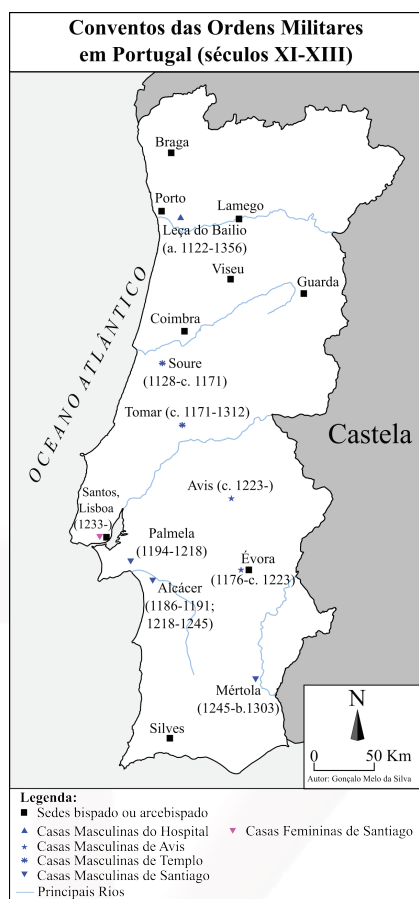 Conventos das Ordens Militares
em Portugal (séculos XI-XIII)
Braga
Porto
Lamego
Leça do Bailio
(a. 1122-1356)
Viseu
Guarda
Coimbra
OCEANO ATLÂNTICO
Soure
(1128-c. 1171)
Tomar (c. 1171-1312)
Castela
Avis (c. 1223-)
Santos,
Lisboa
(1233-)
Palmela
(1194-1218)
Évora
(1176-c. 1223)
Alcácer
(1186-1191;
1218-1245)
Mértola
(1245-b.1303)
Silves
N
0 50 Km
Autor: Gonçalo Melo da Silva
Legenda:
Sedes bispado ou arcebispado
Casas Masculinas do Hospital
Casas Femininas de Santiago
Casas Masculinas de Avis
Casas Masculinas de Templo
Casas Masculinas de Santiago
Principais Rios